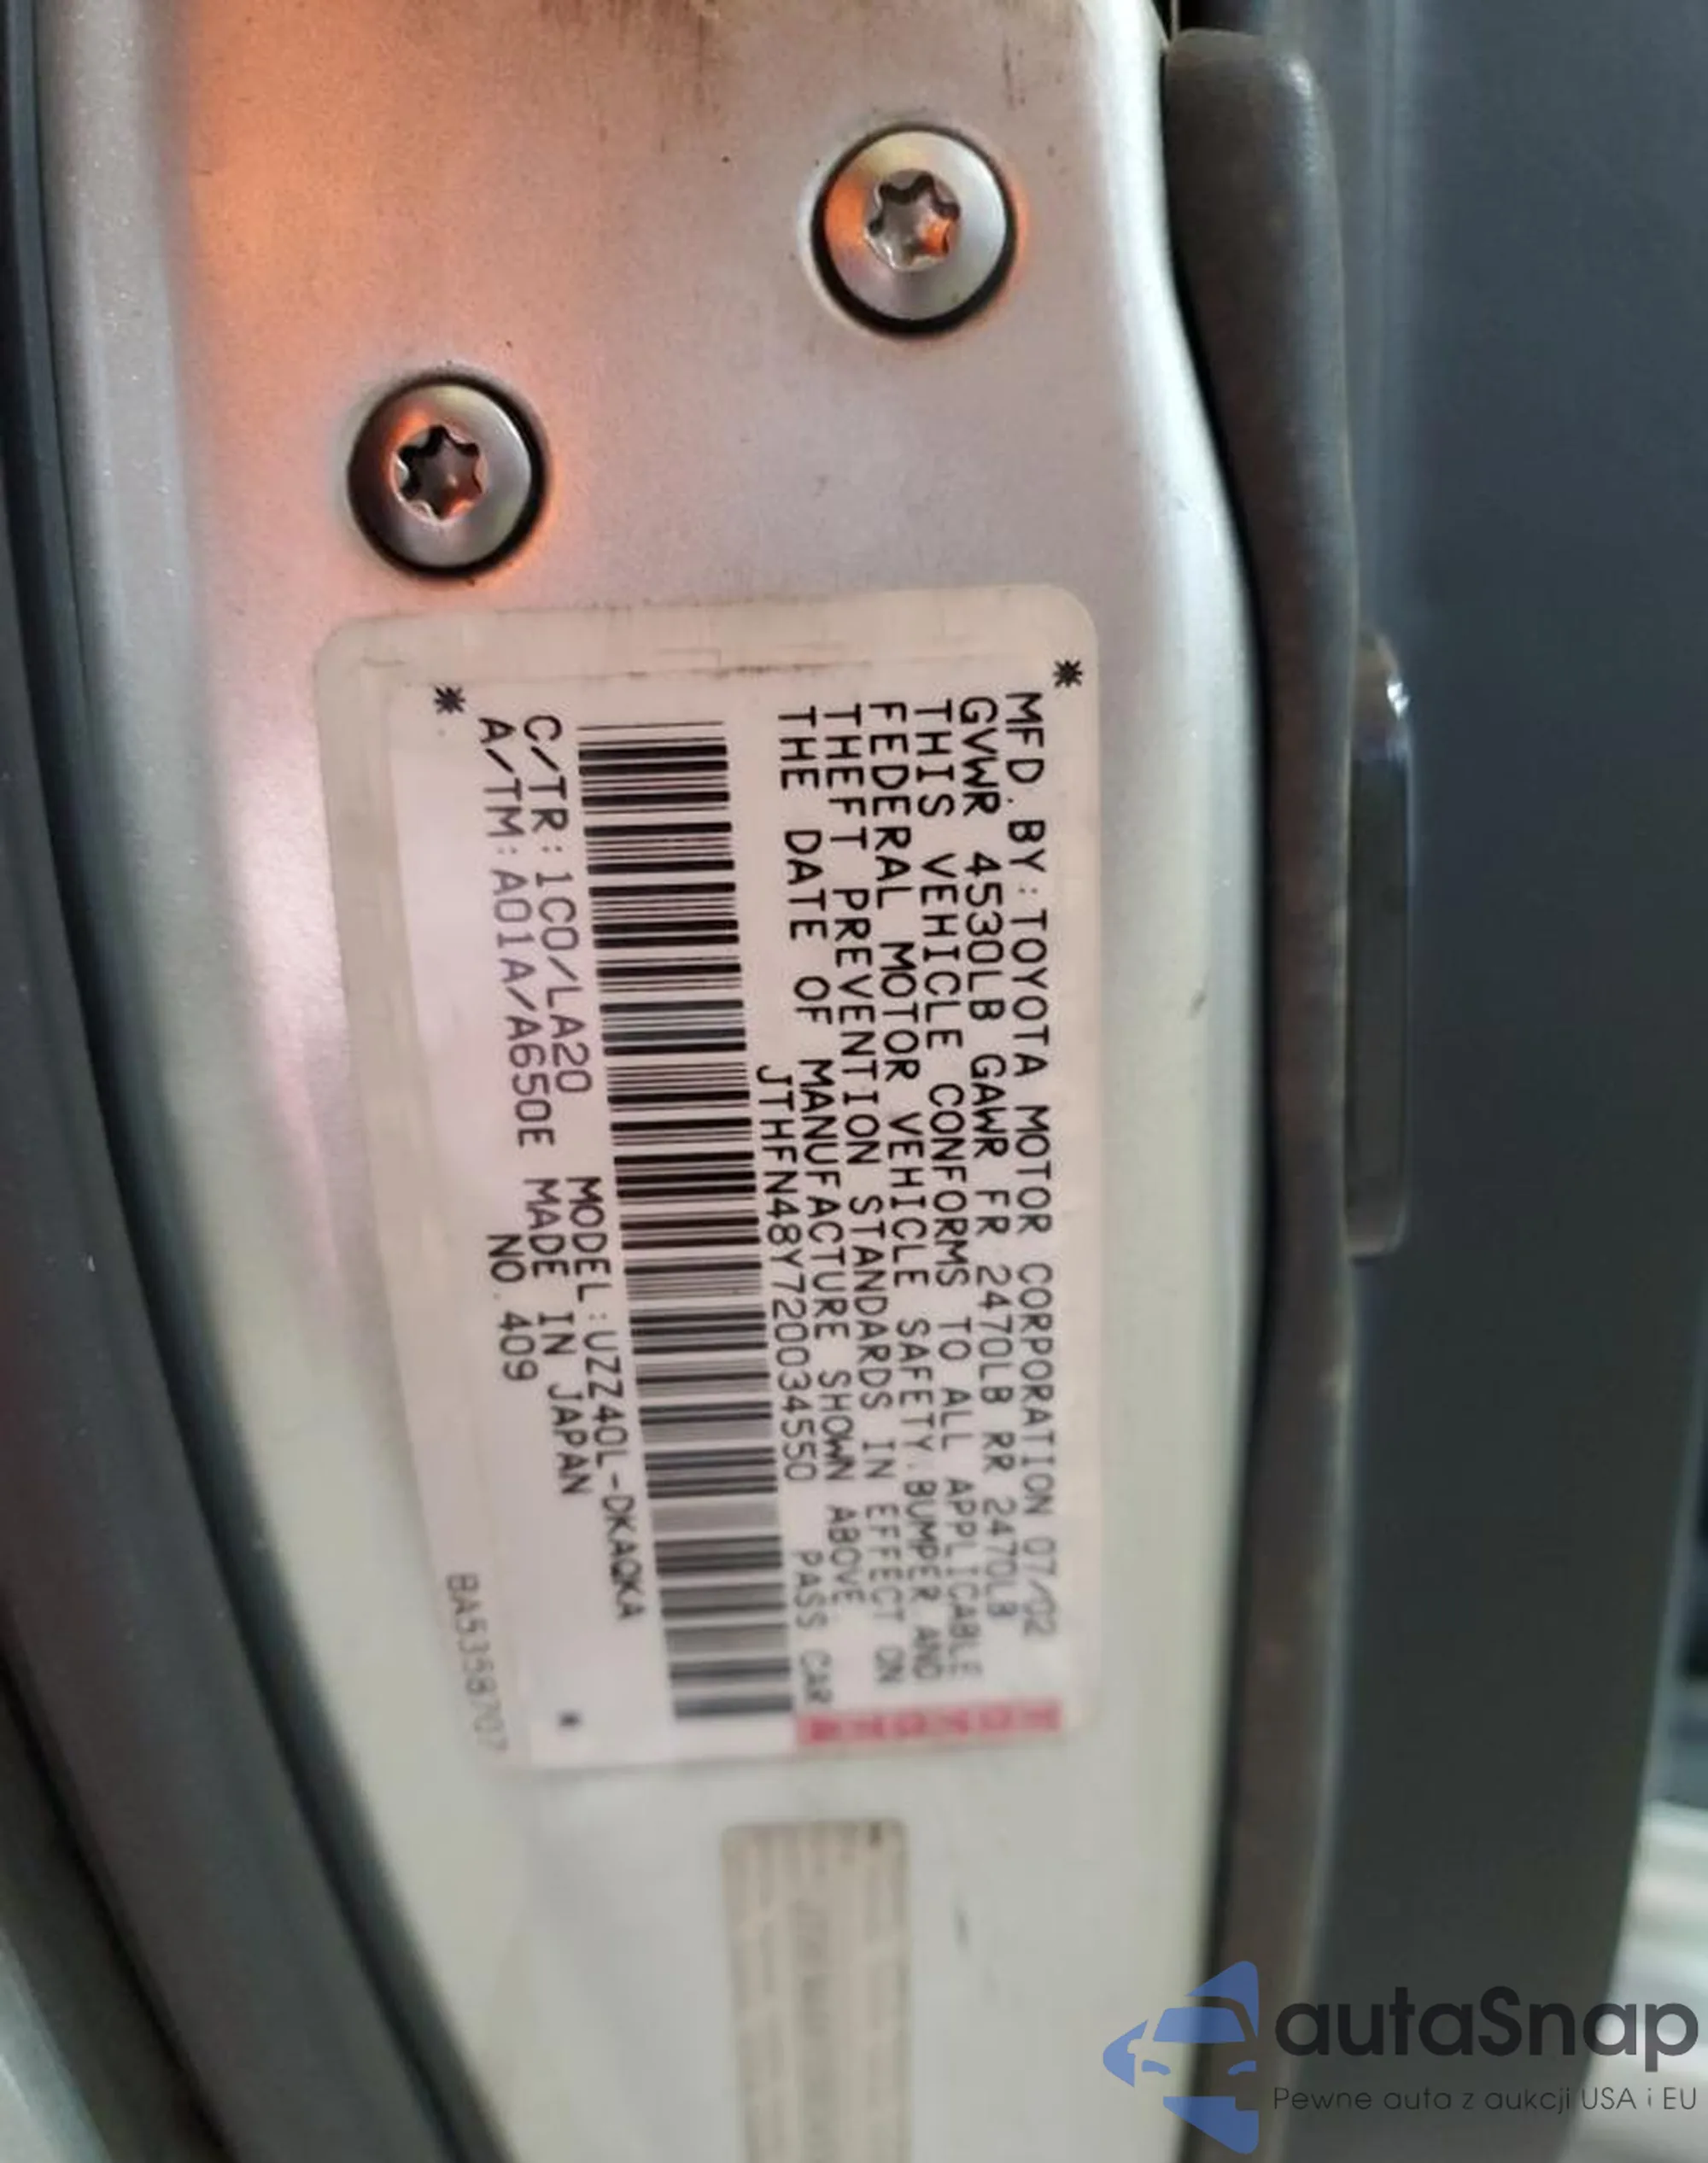 * MFD.BY:TOYOTA MOTOR CORPORATION 07/02
GVWR 4530LB GAWR FR 2470LB RR 2470LB
THIS VEHICLE CONFORMS TO ALL APPLICABLE
FEDERAL MOTOR VEHICLE SAFETY.BUMPER.AND
THEFT PREVENTION STANDARDS IN EFFECT ON
THE DATE OF MANUFACTURE SHOWN ABOVE
JTHFN48Y720034550 PASS CAR
C/TR:1C0/LA20 MODEL:UZZ40L-DKAQKA
A/TM:A01A/A650E MADE IN JAPAN
* NO.409 *
BA5358707
autaSnap
Pewne auta z aukcji USA i EU